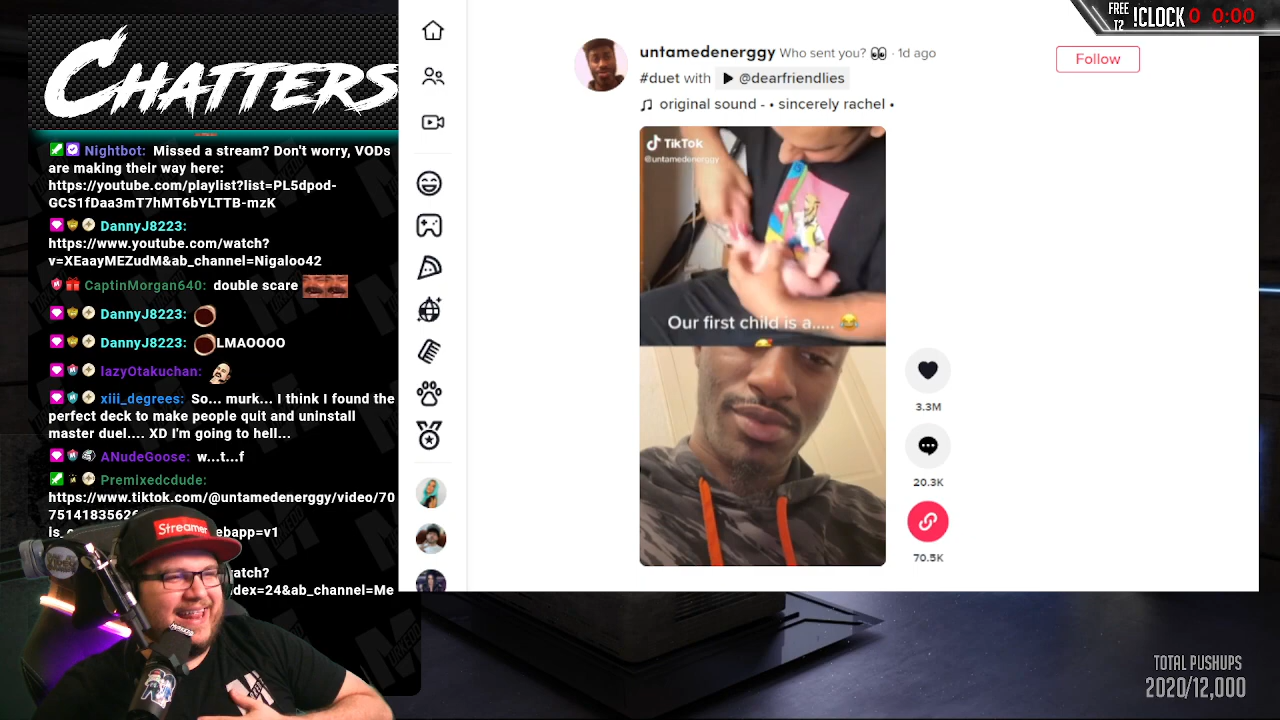 CHATTERS
Nightbot: Missed a stream? Don't worry, VODs
are making their way here:
https://youtube.com/playlist?list=PL5dpod-
GCS1fDaa3mT7hMT6bYLTTB-mzK
DannyJ8223:
https://www.youtube.com/watch?
v=XEaayMEZudM&ab_channel=Nigaloo42
CaptinMorgan640: double scare
DannyJ8223:
DannyJ8223: LMAOOOO
lazyOtakuchan:
xiii_degrees: So... murk... I think I found the
perfect deck to make people quit and uninstall
master duel.... XD I'm going to hell...
ANudeGoose: w...t...f
PremIxedcdude:
https://www.tiktok.com/@untamedenerggy/video/70
7514183562
is_ ebapp=v1
atch?
dex=24&ab_channel=Me
Streamer
untamedenerggy Who sent you? 👀 · 1d ago
#duet with ▶ @dearfriendlies
♫ original sound - • sincerely rachel •
Follow
TikTok
@untamedenerggy
Our first child is a..... 😂
3.3M
20.3K
70.5K
FREE
12 !CLOCK 0 0:00
TOTAL PUSHUPS
2020/12,000